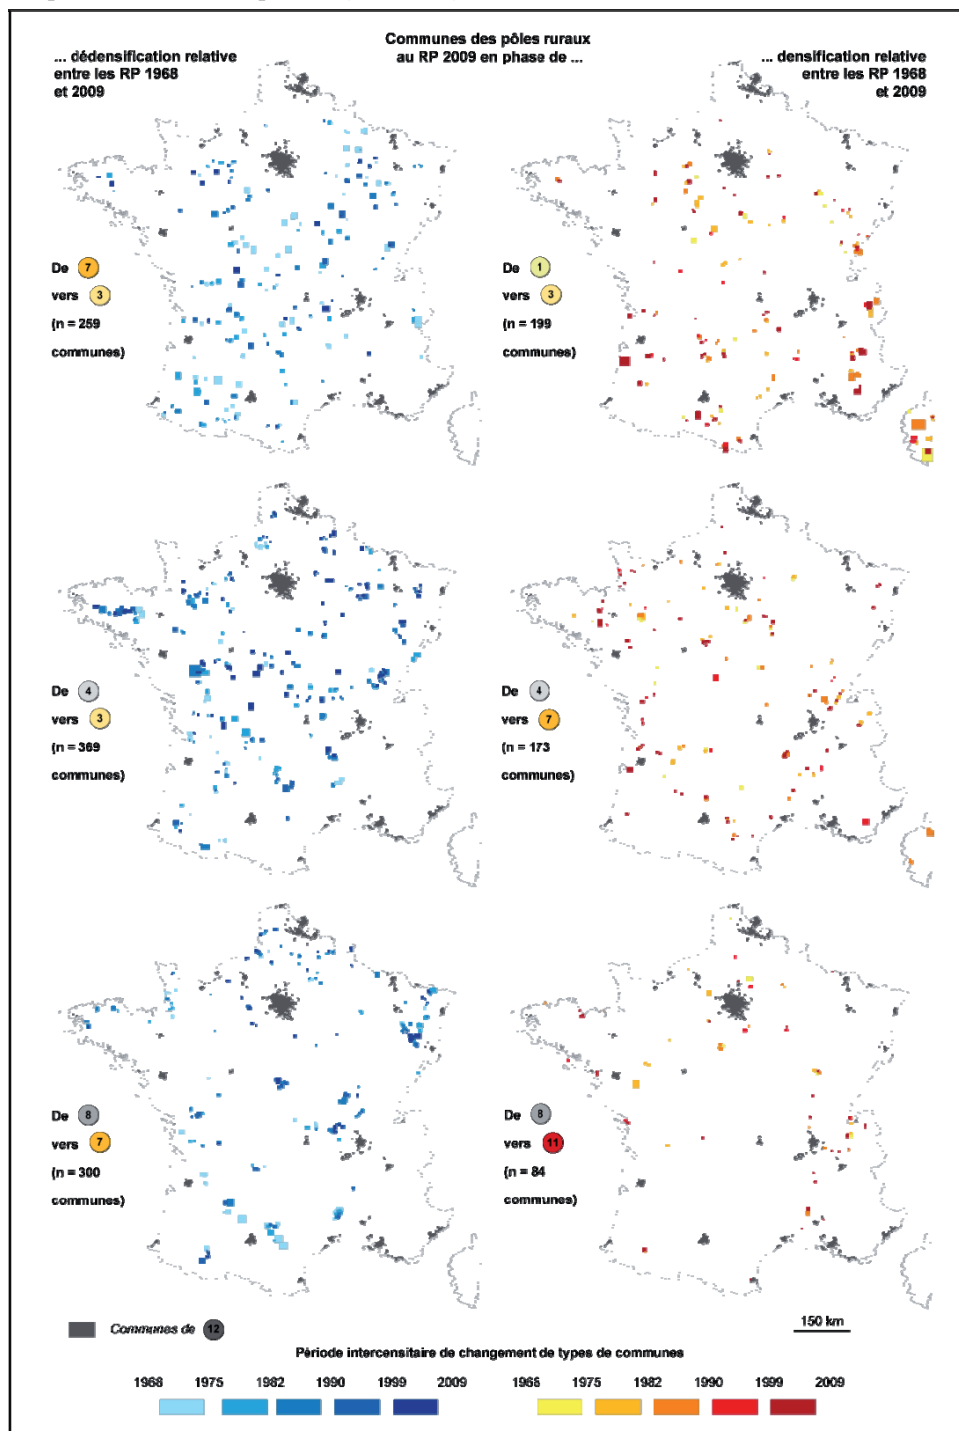 Communes des pôles ruraux
au RP 2009 en phase de ...
... dédensification relative
entre les RP 1968
et 2009
... densification relative
entre les RP 1968
et 2009
De 7
vers 3
(n = 259
communes)
De 1
vers 3
(n = 199
communes)
De 4
vers 3
(n = 369
communes)
De 4
vers 7
(n = 173
communes)
De 8
vers 7
(n = 300
communes)
De 8
vers 11
(n = 84
communes)
Communes de 12
150 km
Période intercensitaire de changement de types de communes
1968 1975 1982 1990 1999 2009
1968 1975 1982 1990 1999 2009